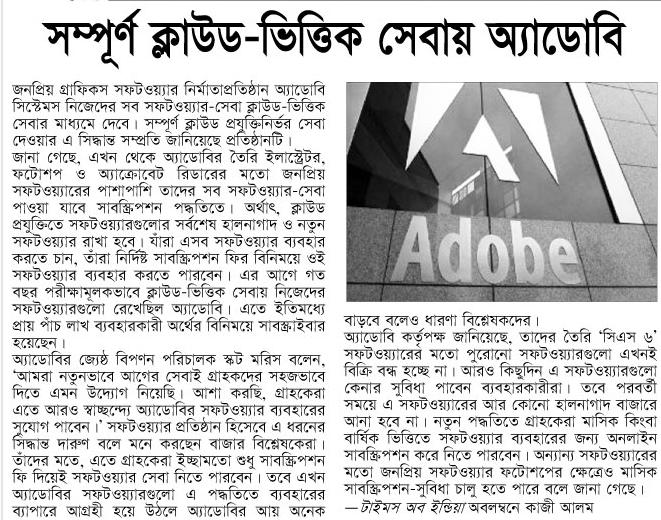 সম্পূর্ণ ক্লাউড-ভিত্তিক সেবায় অ্যাডোবি
জনপ্রিয় গ্রাফিকস সফটওয়্যার নির্মাতাপ্রতিষ্ঠান অ্যাডোবি
সিস্টেমস নিজেদের সব সফটওয়্যার-সেবা ক্লাউড-ভিত্তিক
সেবার মাধ্যমে দেবে। সম্পূর্ণ ক্লাউড প্রযুক্তিনির্ভর সেবা
দেওয়ার এ সিদ্ধান্ত সম্প্রতি জানিয়েছে প্রতিষ্ঠানটি।
জানা গেছে, এখন থেকে অ্যাডোবির তৈরি ইলাস্ট্রেটর,
ফটোশপ ও অ্যাক্রোবেট রিডারের মতো জনপ্রিয়
সফটওয়্যারের পাশাপাশি তাদের সব সফটওয়্যার-সেবা
পাওয়া যাবে সাবস্ক্রিপশন পদ্ধতিতে। অর্থাৎ, ক্লাউড
প্রযুক্তিতে সফটওয়্যারগুলোর সর্বশেষ হালনাগাদ ও নতুন
সফটওয়্যার রাখা হবে। যাঁরা এসব সফটওয়্যার ব্যবহার
করতে চান, তাঁরা নির্দিষ্ট সাবস্ক্রিপশন ফির বিনিময়ে ওই
সফটওয়্যার ব্যবহার করতে পারবেন। এর আগে গত
বছর পরীক্ষামূলকভাবে ক্লাউড-ভিত্তিক সেবায় নিজেদের
সফটওয়্যারগুলো রেখেছিল অ্যাডোবি। এতে ইতিমধ্যে
প্রায় পাঁচ লাখ ব্যবহারকারী অর্থের বিনিময়ে সাবস্ক্রাইবার
হয়েছেন।
অ্যাডোবির জ্যেষ্ঠ বিপণন পরিচালক স্কট মরিস বলেন,
‘আমরা নতুনভাবে আগের সেবাই গ্রাহকদের সহজভাবে
দিতে এমন উদ্যোগ নিয়েছি। আশা করছি, গ্রাহকেরা
এতে আরও স্বাচ্ছন্দ্যে অ্যাডোবির সফটওয়্যার ব্যবহারের
সুযোগ পাবেন।’ সফটওয়্যার প্রতিষ্ঠান হিসেবে এ ধরনের
সিদ্ধান্ত দারুণ বলে মনে করছেন বাজার বিশ্লেষকেরা।
তাঁদের মতে, এতে গ্রাহকেরা ইচ্ছামতো শুধু সাবস্ক্রিপশন
ফি দিয়েই সফটওয়্যার সেবা নিতে পারবেন। তবে এখন
অ্যাডোবির সফটওয়্যারগুলো এ পদ্ধতিতে ব্যবহারের
ব্যাপারে আগ্রহী হয়ে উঠলে অ্যাডোবির আয় অনেক
Adobe
বাড়বে বলেও ধারণা বিশ্লেষকদের।
অ্যাডোবি কর্তৃপক্ষ জানিয়েছে, তাদের তৈরি ‘সিএস ৬’
সফটওয়্যারের মতো পুরোনো সফটওয়্যারগুলো এখনই
বিক্রি বন্ধ হচ্ছে না। আরও কিছুদিন এ সফটওয়্যারগুলো
কেনার সুবিধা পাবেন ব্যবহারকারীরা। তবে পরবর্তী
সময়ে এ সফটওয়্যারের আর কোনো হালনাগাদ বাজারে
আনা হবে না। নতুন পদ্ধতিতে গ্রাহকেরা মাসিক কিংবা
বার্ষিক ভিত্তিতে সফটওয়্যার ব্যবহারের জন্য অনলাইন
সাবস্ক্রিপশন করে নিতে পারবেন। অন্যান্য সফটওয়্যারের
মতো জনপ্রিয় সফটওয়্যার ফটোশপের ক্ষেত্রেও মাসিক
সাবস্ক্রিপশন-সুবিধা চালু হতে পারে বলে জানা গেছে।
—টাইমস অব ইন্ডিয়া অবলম্বনে কাজী আলম